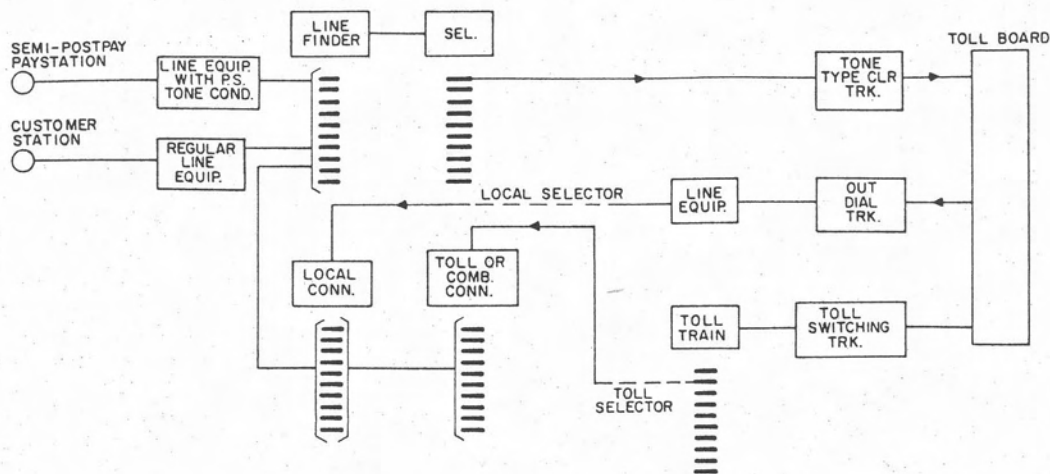 LINE
FINDER
SEL.
TOLL BOARD
SEMI-POSTPAY
PAYSTATION
LINE EQUIP.
WITH P.S.
TONE COND.
TONE
TYPE CLR
TRK.
CUSTOMER
STATION
REGULAR
LINE
EQUIP.
LOCAL SELECTOR
LINE
EQUIP.
OUT
DIAL
TRK.
LOCAL
CONN.
TOLL OR
COMB.
CONN.
TOLL
TRAIN
TOLL
SWITCHING
TRK.
TOLL
SELECTOR